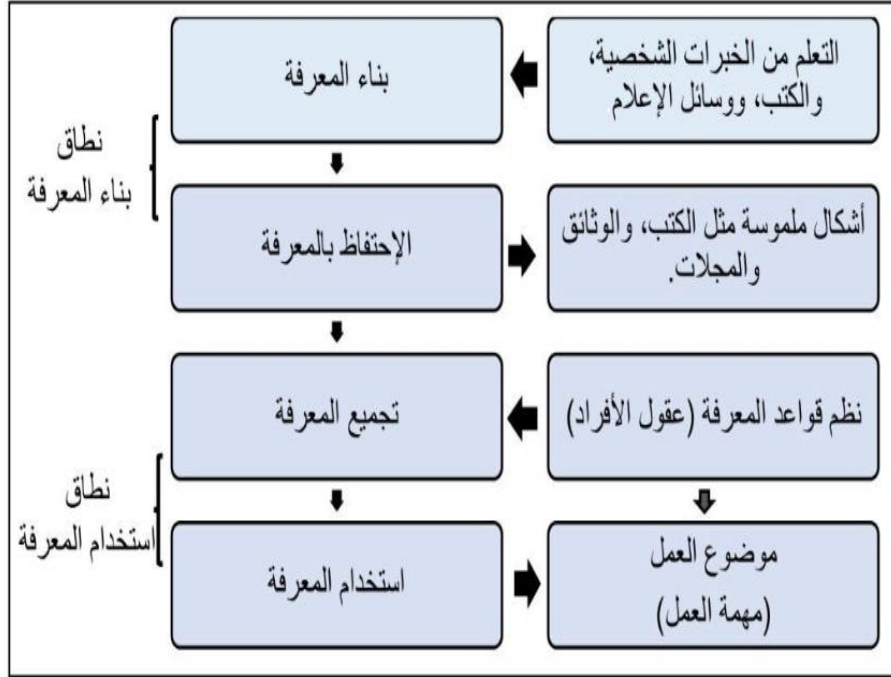 التعلم من الخبرات الشخصية،
والكتب، ووسائل الإعلام
بناء المعرفة
نطاق
بناء المعرفة
أشكال ملموسة مثل الكتب، والوثائق
والمجلات.
الإحتفاظ بالمعرفة
نظم قواعد المعرفة (عقول الأفراد)
تجميع المعرفة
نطاق
استخدام المعرفة
موضوع العمل
(مهمة العمل)
استخدام المعرفة